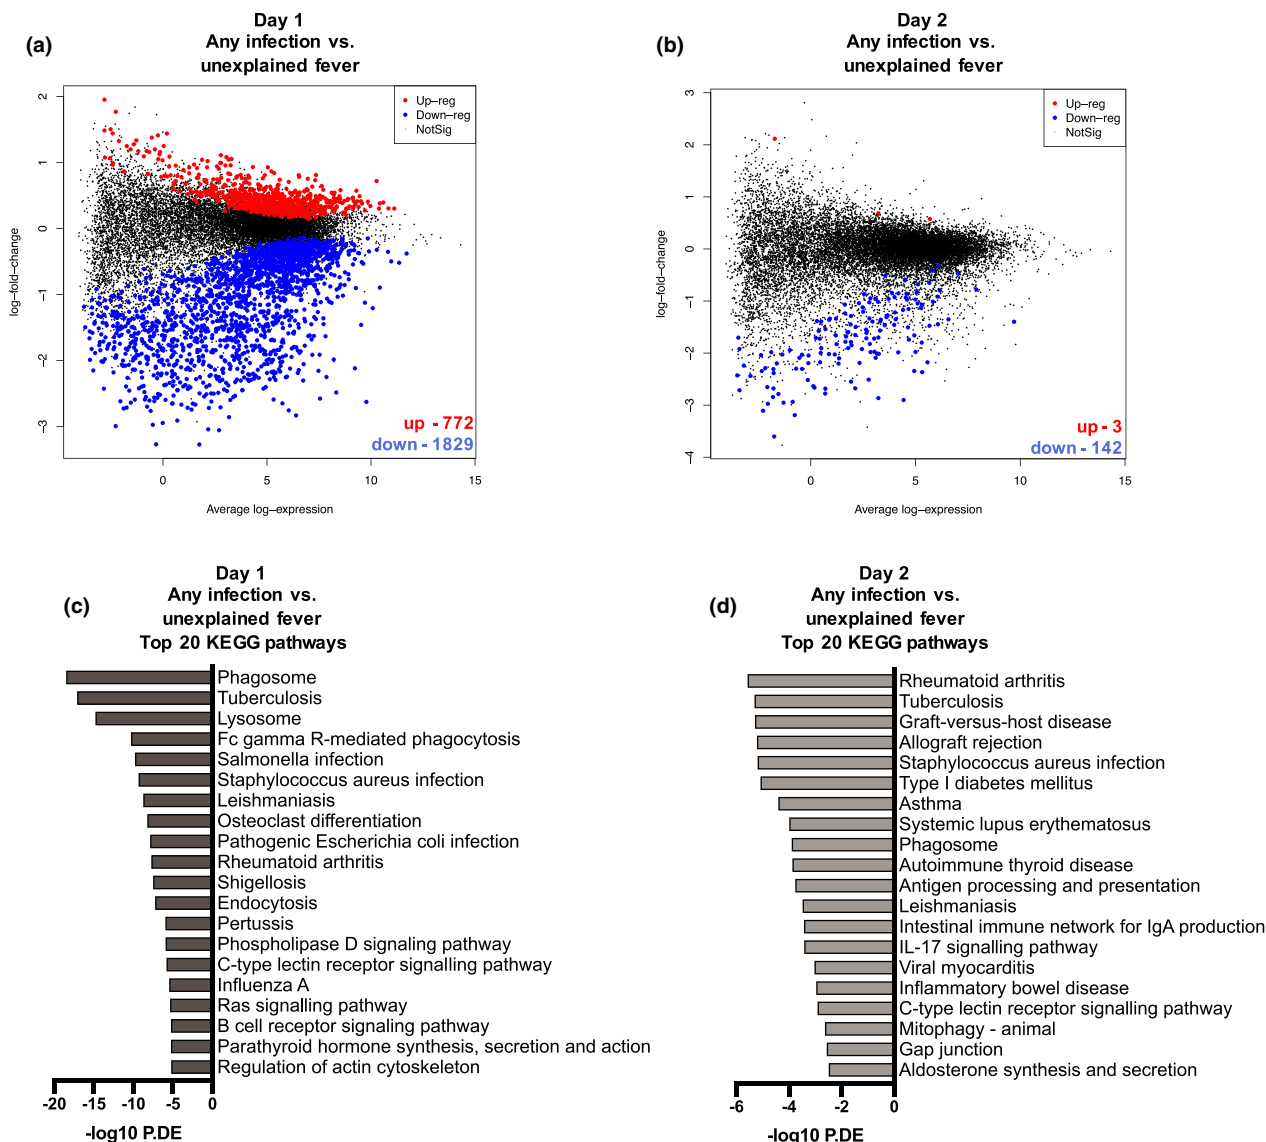 (a)
Day 1
Any infection vs.
unexplained fever
Up–reg
Down–reg
NotSig
2
1
0
−1
−2
−3
log–fold–change
up - 772
down - 1829
0
5
10
15
Average log–expression
(b)
Day 2
Any infection vs.
unexplained fever
Up–reg
Down–reg
NotSig
3
2
1
0
−1
−2
−3
−4
log–fold–change
up - 3
down - 142
0
5
10
15
Average log–expression
(c)
Day 1
Any infection vs.
unexplained fever
Top 20 KEGG pathways
Phagosome
Tuberculosis
Lysosome
Fc gamma R-mediated phagocytosis
Salmonella infection
Staphylococcus aureus infection
Leishmaniasis
Osteoclast differentiation
Pathogenic Escherichia coli infection
Rheumatoid arthritis
Shigellosis
Endocytosis
Pertussis
Phospholipase D signaling pathway
C-type lectin receptor signalling pathway
Influenza A
Ras signalling pathway
B cell receptor signaling pathway
Parathyroid hormone synthesis, secretion and action
Regulation of actin cytoskeleton
-20 -15 -10 -5 0
-log10 P.DE
(d)
Day 2
Any infection vs.
unexplained fever
Top 20 KEGG pathways
Rheumatoid arthritis
Tuberculosis
Graft-versus-host disease
Allograft rejection
Staphylococcus aureus infection
Type I diabetes mellitus
Asthma
Systemic lupus erythematosus
Phagosome
Autoimmune thyroid disease
Antigen processing and presentation
Leishmaniasis
Intestinal immune network for IgA production
IL-17 signalling pathway
Viral myocarditis
Inflammatory bowel disease
C-type lectin receptor signalling pathway
Mitophagy - animal
Gap junction
Aldosterone synthesis and secretion
-6 -4 -2 0
-log10 P.DE